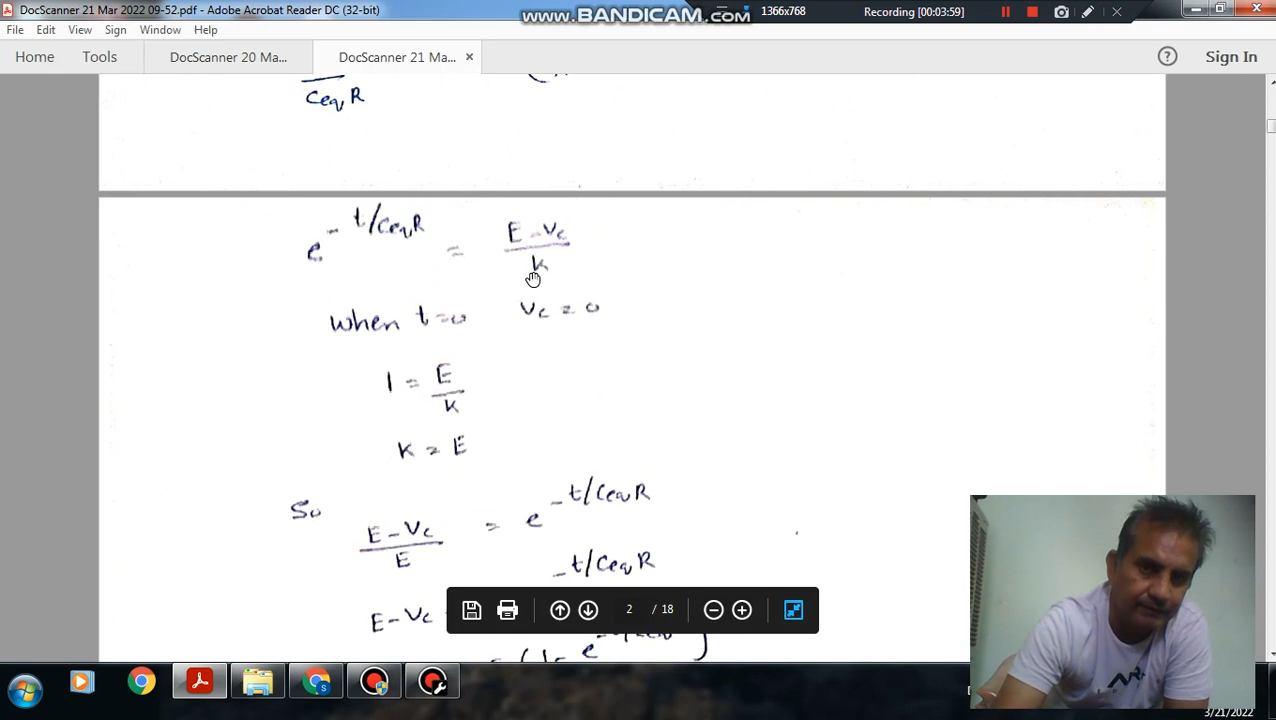 DocScanner 21 Mar 2022 09-52.pdf - Adobe Acrobat Reader DC (32-bit)
www.BANDICAM.com
1366x768
Recording [00:03:59]
File Edit View Sign Window Help
Home Tools DocScanner 20 Ma... DocScanner 21 Ma... × ? Sign In
CeqR
e^-t/CeqR = E-Vc/k
When t=0 Vc = 0
1 = E/k
K = E
So
E-Vc/E = e^-t/CeqR
-t/CeqR
E-Vc
2 / 18
3/21/2022